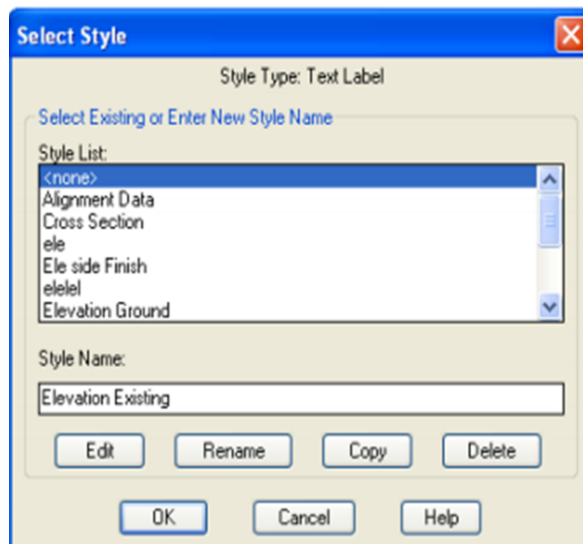 Select Style
Style Type: Text Label
Select Existing or Enter New Style Name
Style List:
<none>
Alignment Data
Cross Section
ele
Ele side Finish
elelel
Elevation Ground
Style Name:
Elevation Existing
Edit Rename Copy Delete
OK Cancel Help